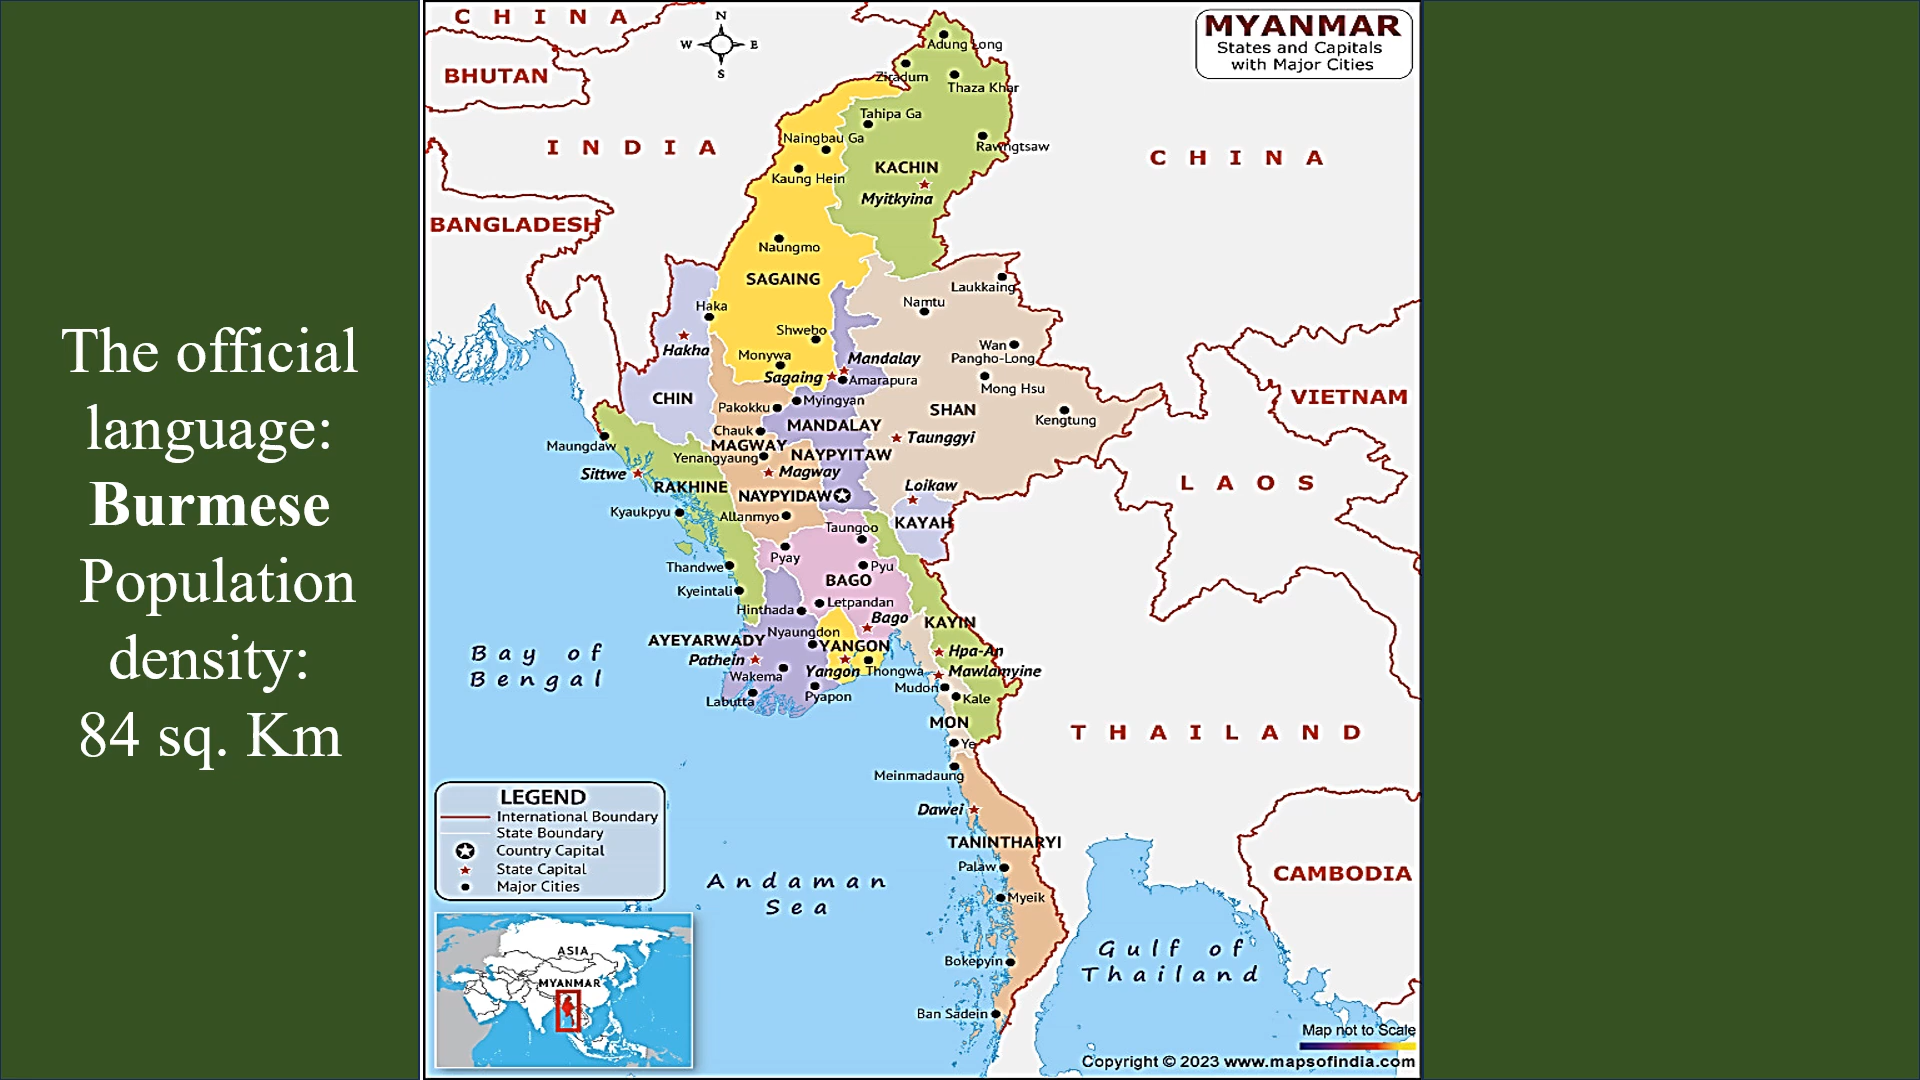 The official
language:
Burmese
Population
density:
84 sq. Km
MYANMAR
States and Capitals
with Major Cities
N
W E
S
CHINA
BHUTAN
INDIA
BANGLADESH
CHINA
VIETNAM
LAOS
THAILAND
CAMBODIA
Adung Long
Ziradum
Thaza Khar
Tahipa Ga
Naingbau Ga
Rawngtsaw
KACHIN
Kaung Hein
Myitkyina
Naungmo
SAGAING
Laukkaing
Haka
Namtu
Shwebo
Hakha
Monywa
Mandalay
Wan
Pangho-Long
Sagaing
Amarapura
Mong Hsu
CHIN
Pakokku
Myingyan
SHAN
Kengtung
Chauk
MANDALAY
Maungdaw
MAGWAY
Taunggyi
Yenangyaung
NAYPYITAW
Sittwe
Magway
RAKHINE
NAYPYIDAW
Loikaw
Kyaukpyu
Allanmyo
KAYAH
Taungoo
Pyay
Thandwe
Pyu
BAGO
Kyeintali
Hinthada
Letpandan
Bago
KAYIN
Nyaungdon
AYEYARWADY
YANGON
Hpa-An
Pathein
Yangon
Thongwa
Mawlamyine
Wakema
Mudon
Labutta
Pyapon
Kale
MON
Ye
Meinmadaung
Dawei
TANINTHARYI
Palaw
Myeik
Bokepyin
Ban Sadein
Bay of
Bengal
Andaman
Sea
Gulf of
Thailand
LEGEND
International Boundary
State Boundary
Country Capital
State Capital
Major Cities
ASIA
MYANMAR
Map not to Scale
Copyright © 2023 www.mapsofindia.com